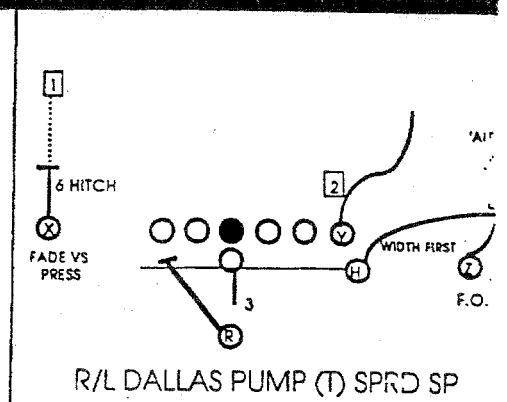 1
6 HITCH
X
FADE VS
PRESS
2
Y
WIDTH FIRST
H
Z
F.O.
3
R
R/L DALLAS PUMP (T) SPRD SP